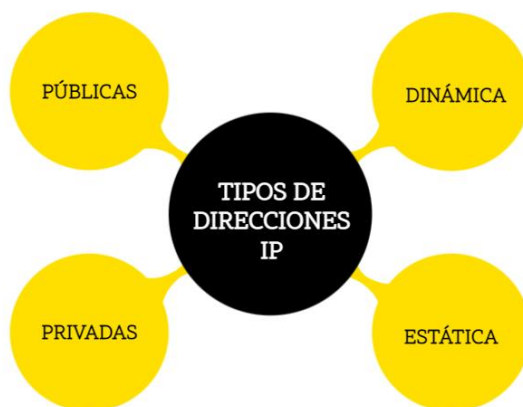 PÚBLICAS
DINÁMICA
TIPOS DE
DIRECCIONES
IP
PRIVADAS
ESTÁTICA